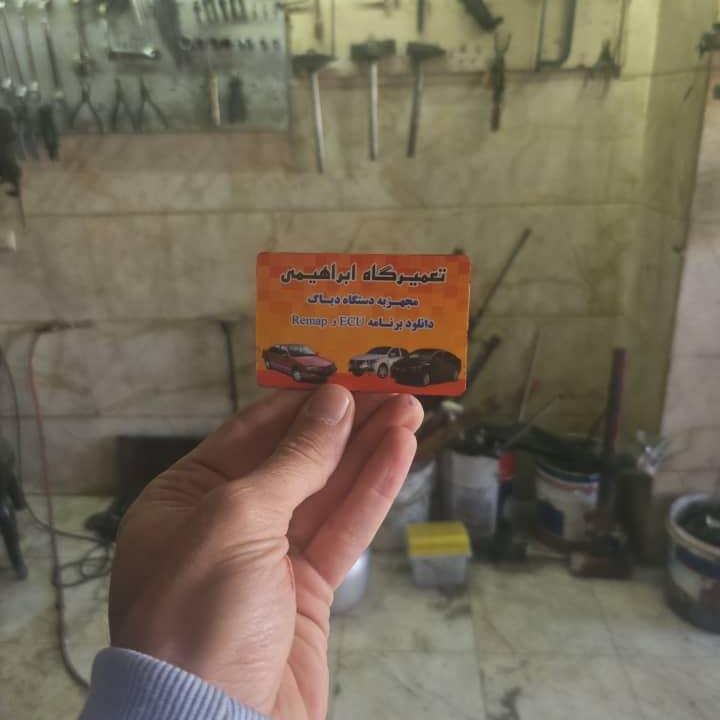 تعمیرگاه ابراهیمی
مجهز به دستگاه دیاگ
دانلود برنامه ECU و Remap